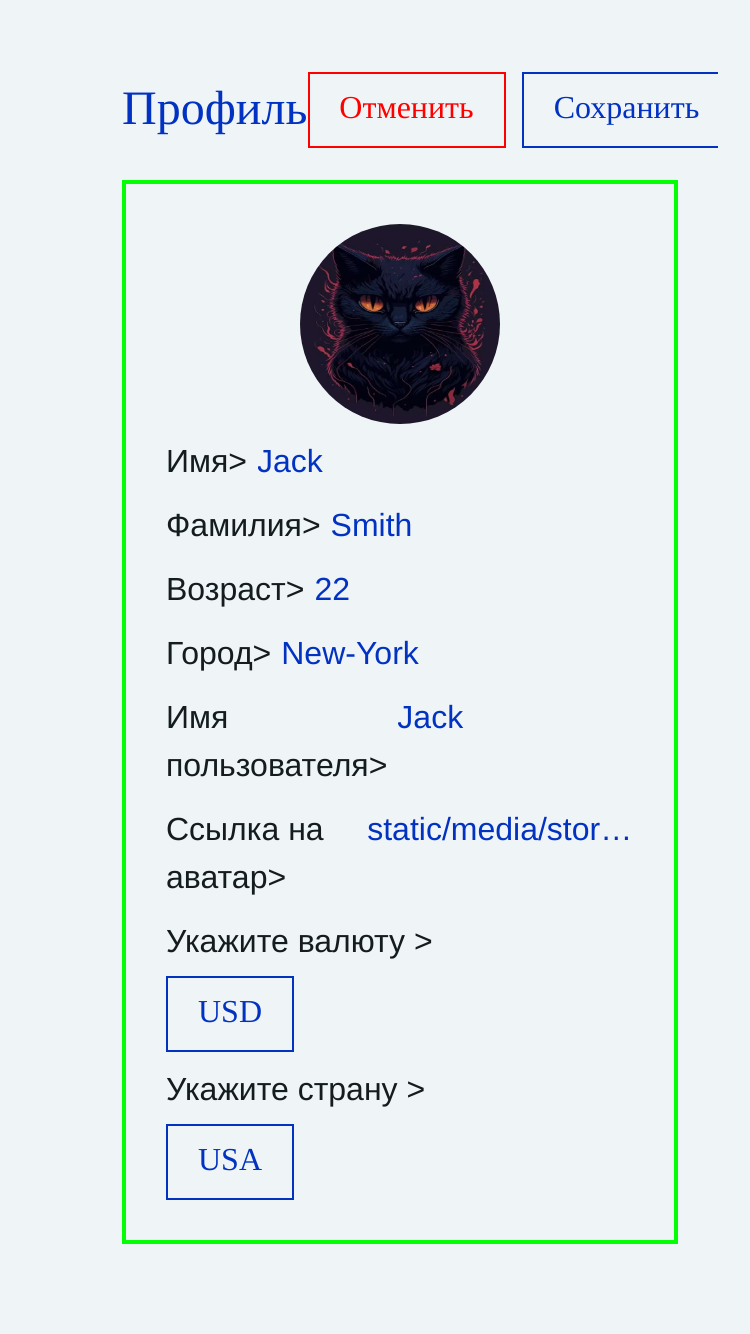 Профиль Отменить Сохранить
Имя> Jack
Фамилия> Smith
Возраст> 22
Город> New-York
Имя Jack
пользователя>
Ссылка на static/media/stor…
аватар>
Укажите валюту >
USD
Укажите страну >
USA